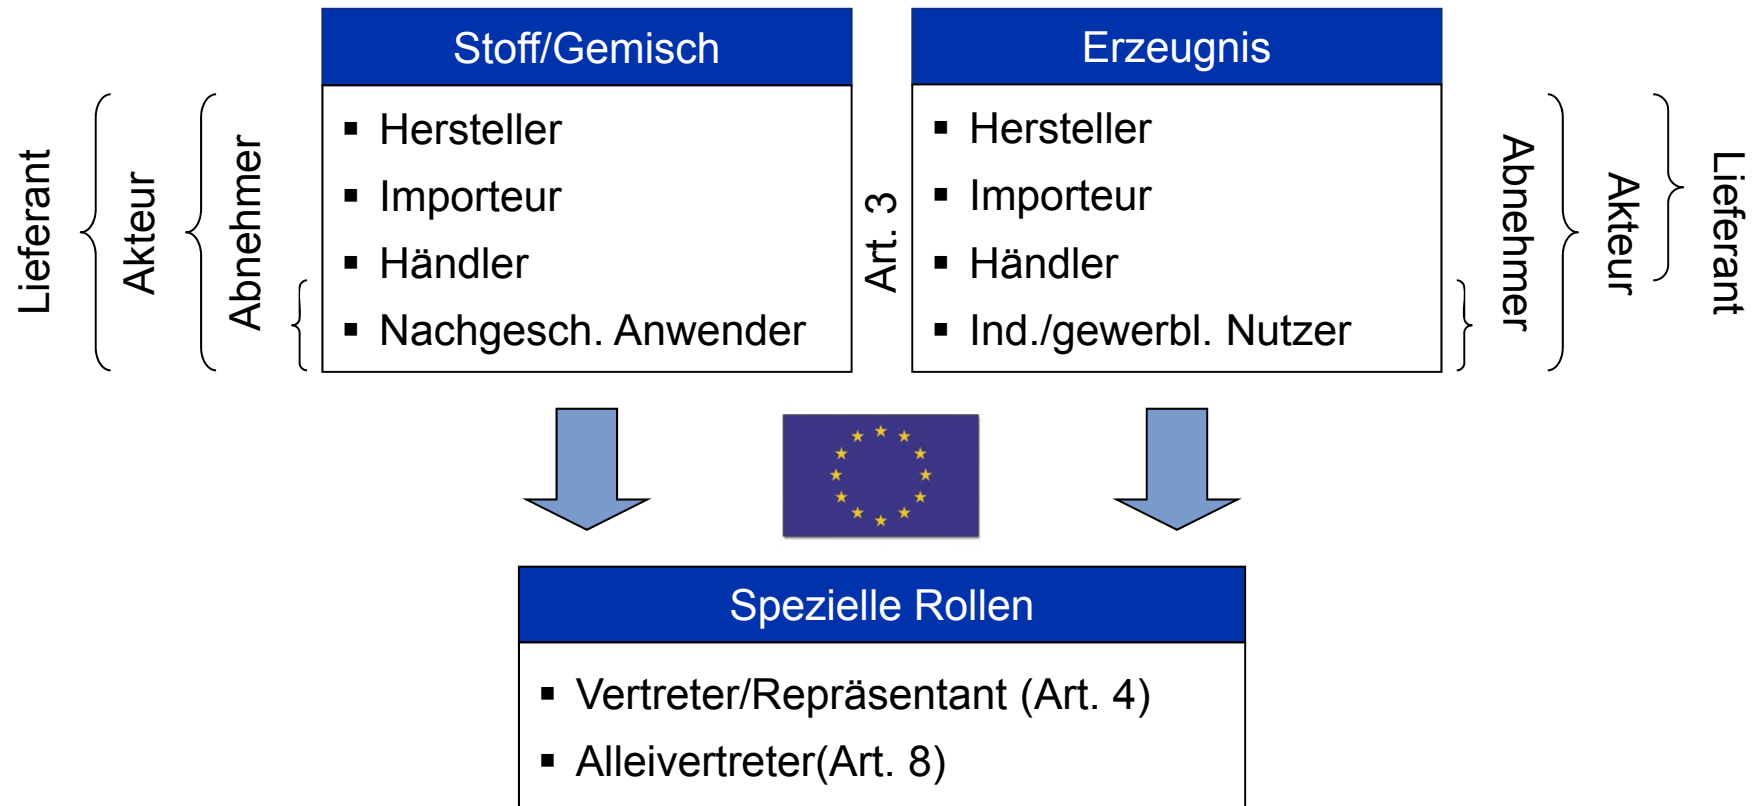 Stoff/Gemisch
▪ Hersteller
▪ Importeur
▪ Händler
▪ Nachgesch. Anwender
Lieferant
Akteur
Abnehmer
Art. 3
Erzeugnis
▪ Hersteller
▪ Importeur
▪ Händler
▪ Ind./gewerbl. Nutzer
Abnehmer
Akteur
Lieferant
Spezielle Rollen
▪ Vertreter/Repräsentant (Art. 4)
▪ Alleivertreter(Art. 8)